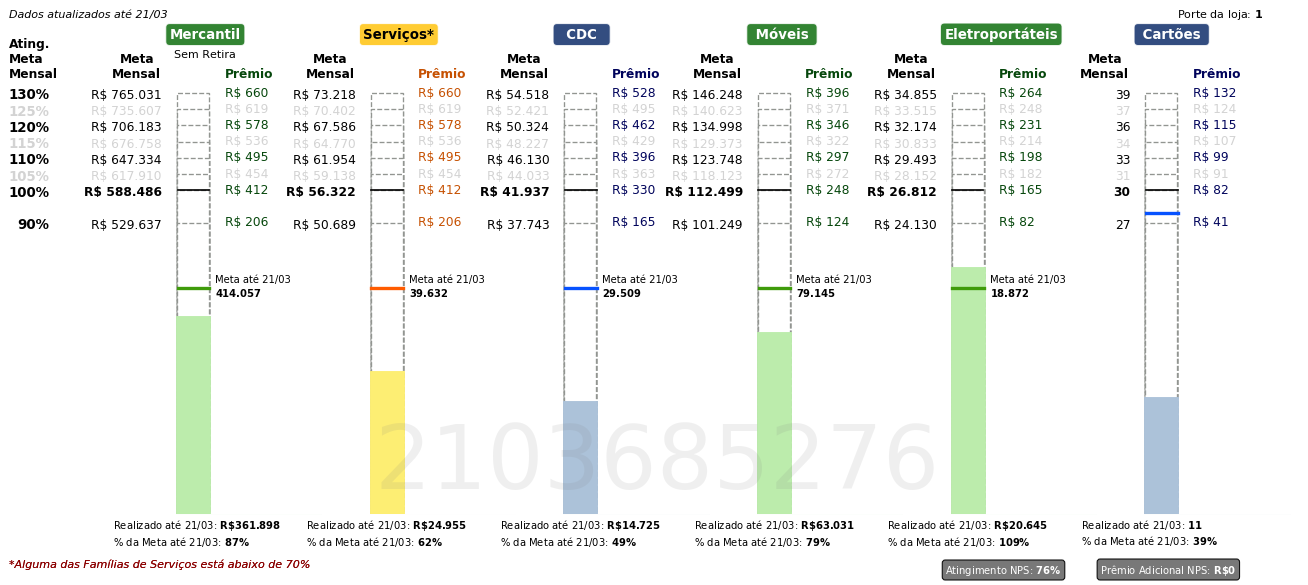 Dados atualizados até 21/03 Porte da loja: 1
Mercantil Serviços* CDC Móveis Eletroportáteis Cartões
Sem Retira
Ating. Meta Mensal Meta Mensal Prêmio Meta Mensal Prêmio Meta Mensal Prêmio Meta Mensal Prêmio Meta Mensal Prêmio Meta Mensal Prêmio
130% R$ 765.031 R$ 660 R$ 73.218 R$ 660 R$ 54.518 R$ 528 R$ 146.248 R$ 396 R$ 34.855 R$ 264 39 R$ 132
125% R$ 735.607 R$ 619 R$ 70.402 R$ 619 R$ 52.421 R$ 495 R$ 140.623 R$ 371 R$ 33.515 R$ 248 37 R$ 124
120% R$ 706.183 R$ 578 R$ 67.586 R$ 578 R$ 50.324 R$ 462 R$ 134.998 R$ 346 R$ 32.174 R$ 231 36 R$ 115
115% R$ 676.758 R$ 536 R$ 64.770 R$ 536 R$ 48.227 R$ 429 R$ 129.373 R$ 322 R$ 30.833 R$ 214 34 R$ 107
110% R$ 647.334 R$ 495 R$ 61.954 R$ 495 R$ 46.130 R$ 396 R$ 123.748 R$ 297 R$ 29.493 R$ 198 33 R$ 99
105% R$ 617.910 R$ 454 R$ 59.138 R$ 454 R$ 44.033 R$ 363 R$ 118.123 R$ 272 R$ 28.152 R$ 182 31 R$ 91
100% R$ 588.486 R$ 412 R$ 56.322 R$ 412 R$ 41.937 R$ 330 R$ 112.499 R$ 248 R$ 26.812 R$ 165 30 R$ 82
90% R$ 529.637 R$ 206 R$ 50.689 R$ 206 R$ 37.743 R$ 165 R$ 101.249 R$ 124 R$ 24.130 R$ 82 27 R$ 41
Meta até 21/03 Meta até 21/03 Meta até 21/03 Meta até 21/03 Meta até 21/03
414.057 39.632 29.509 79.145 18.872
2103685276
Realizado até 21/03: R$361.898 Realizado até 21/03: R$24.955 Realizado até 21/03: R$14.725 Realizado até 21/03: R$63.031 Realizado até 21/03: R$20.645 Realizado até 21/03: 11
% da Meta até 21/03: 87% % da Meta até 21/03: 62% % da Meta até 21/03: 49% % da Meta até 21/03: 79% % da Meta até 21/03: 109% % da Meta até 21/03: 39%
*Alguma das Famílias de Serviços está abaixo de 70% Atingimento NPS: 76% Prêmio Adicional NPS: R$0